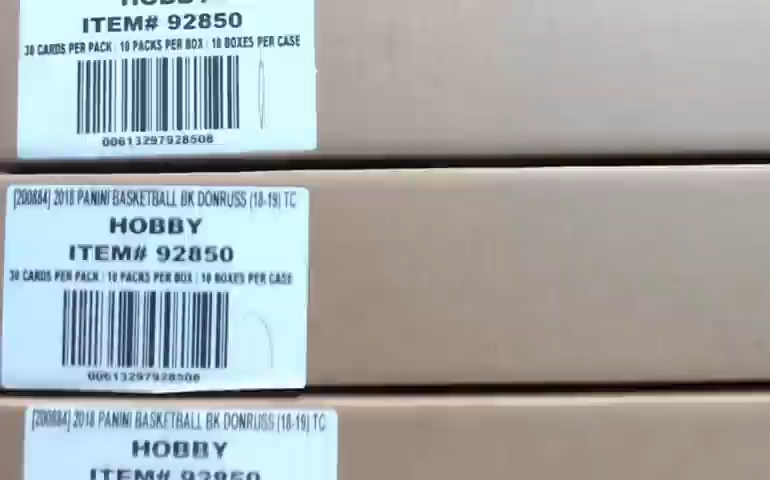 HOBBY
ITEM# 92850
30 CARDS PER PACK | 10 PACKS PER BOX | 10 BOXES PER CASE
00613297928508
[200884] 2018 PANINI BASKETBALL BK DONRUSS (18-19) TC
HOBBY
ITEM# 92850
30 CARDS PER PACK | 10 PACKS PER BOX | 10 BOXES PER CASE
00613297928508
[200884] 2018 PANINI BASKETBALL BK DONRUSS (18-19) TC
HOBBY
ITEM# 92850